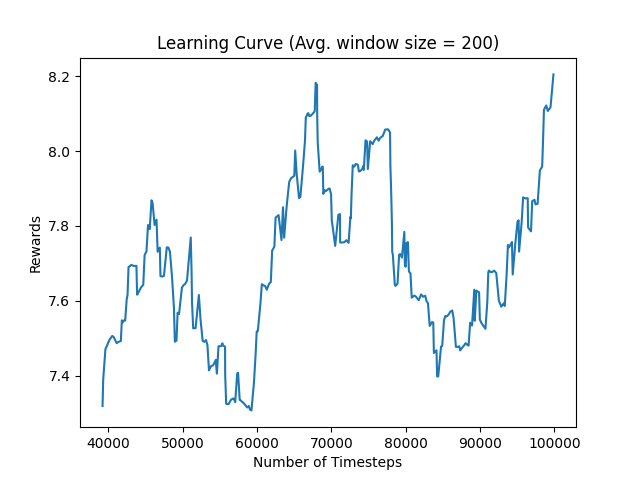 Learning Curve (Avg. window size = 200)
Rewards
8.2
8.0
7.8
7.6
7.4
40000 50000 60000 70000 80000 90000 100000
Number of Timesteps